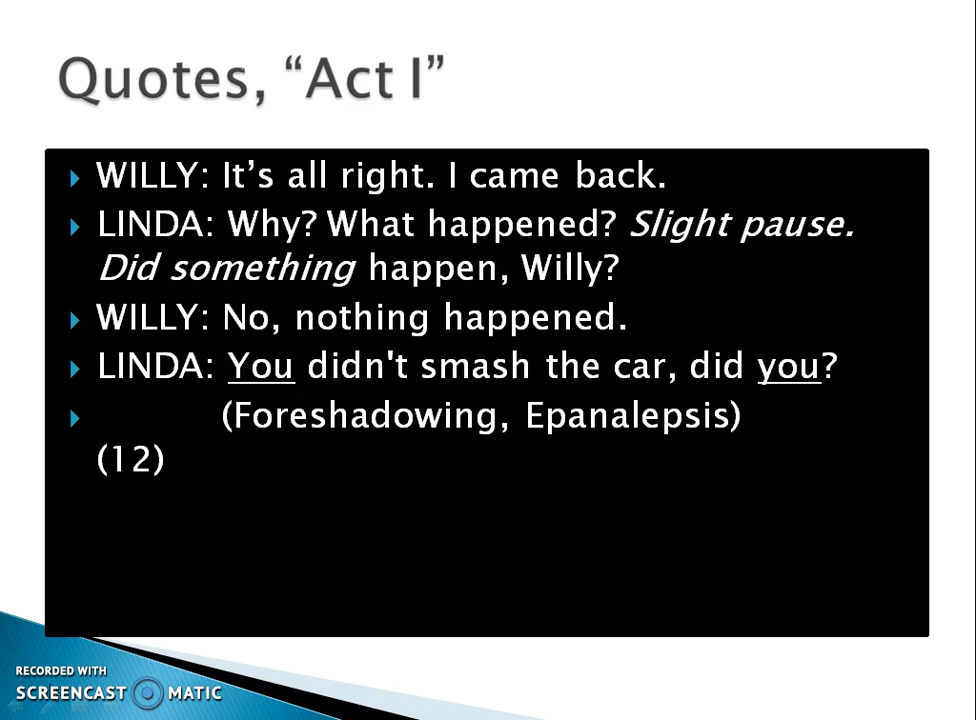 Quotes, “Act I”
WILLY: It’s all right. I came back.
LINDA: Why? What happened? Slight pause.
Did something happen, Willy?
WILLY: No, nothing happened.
LINDA: You didn't smash the car, did you?
(Foreshadowing, Epanalepsis)
(12)
RECORDED WITH
SCREENCAST MATIC